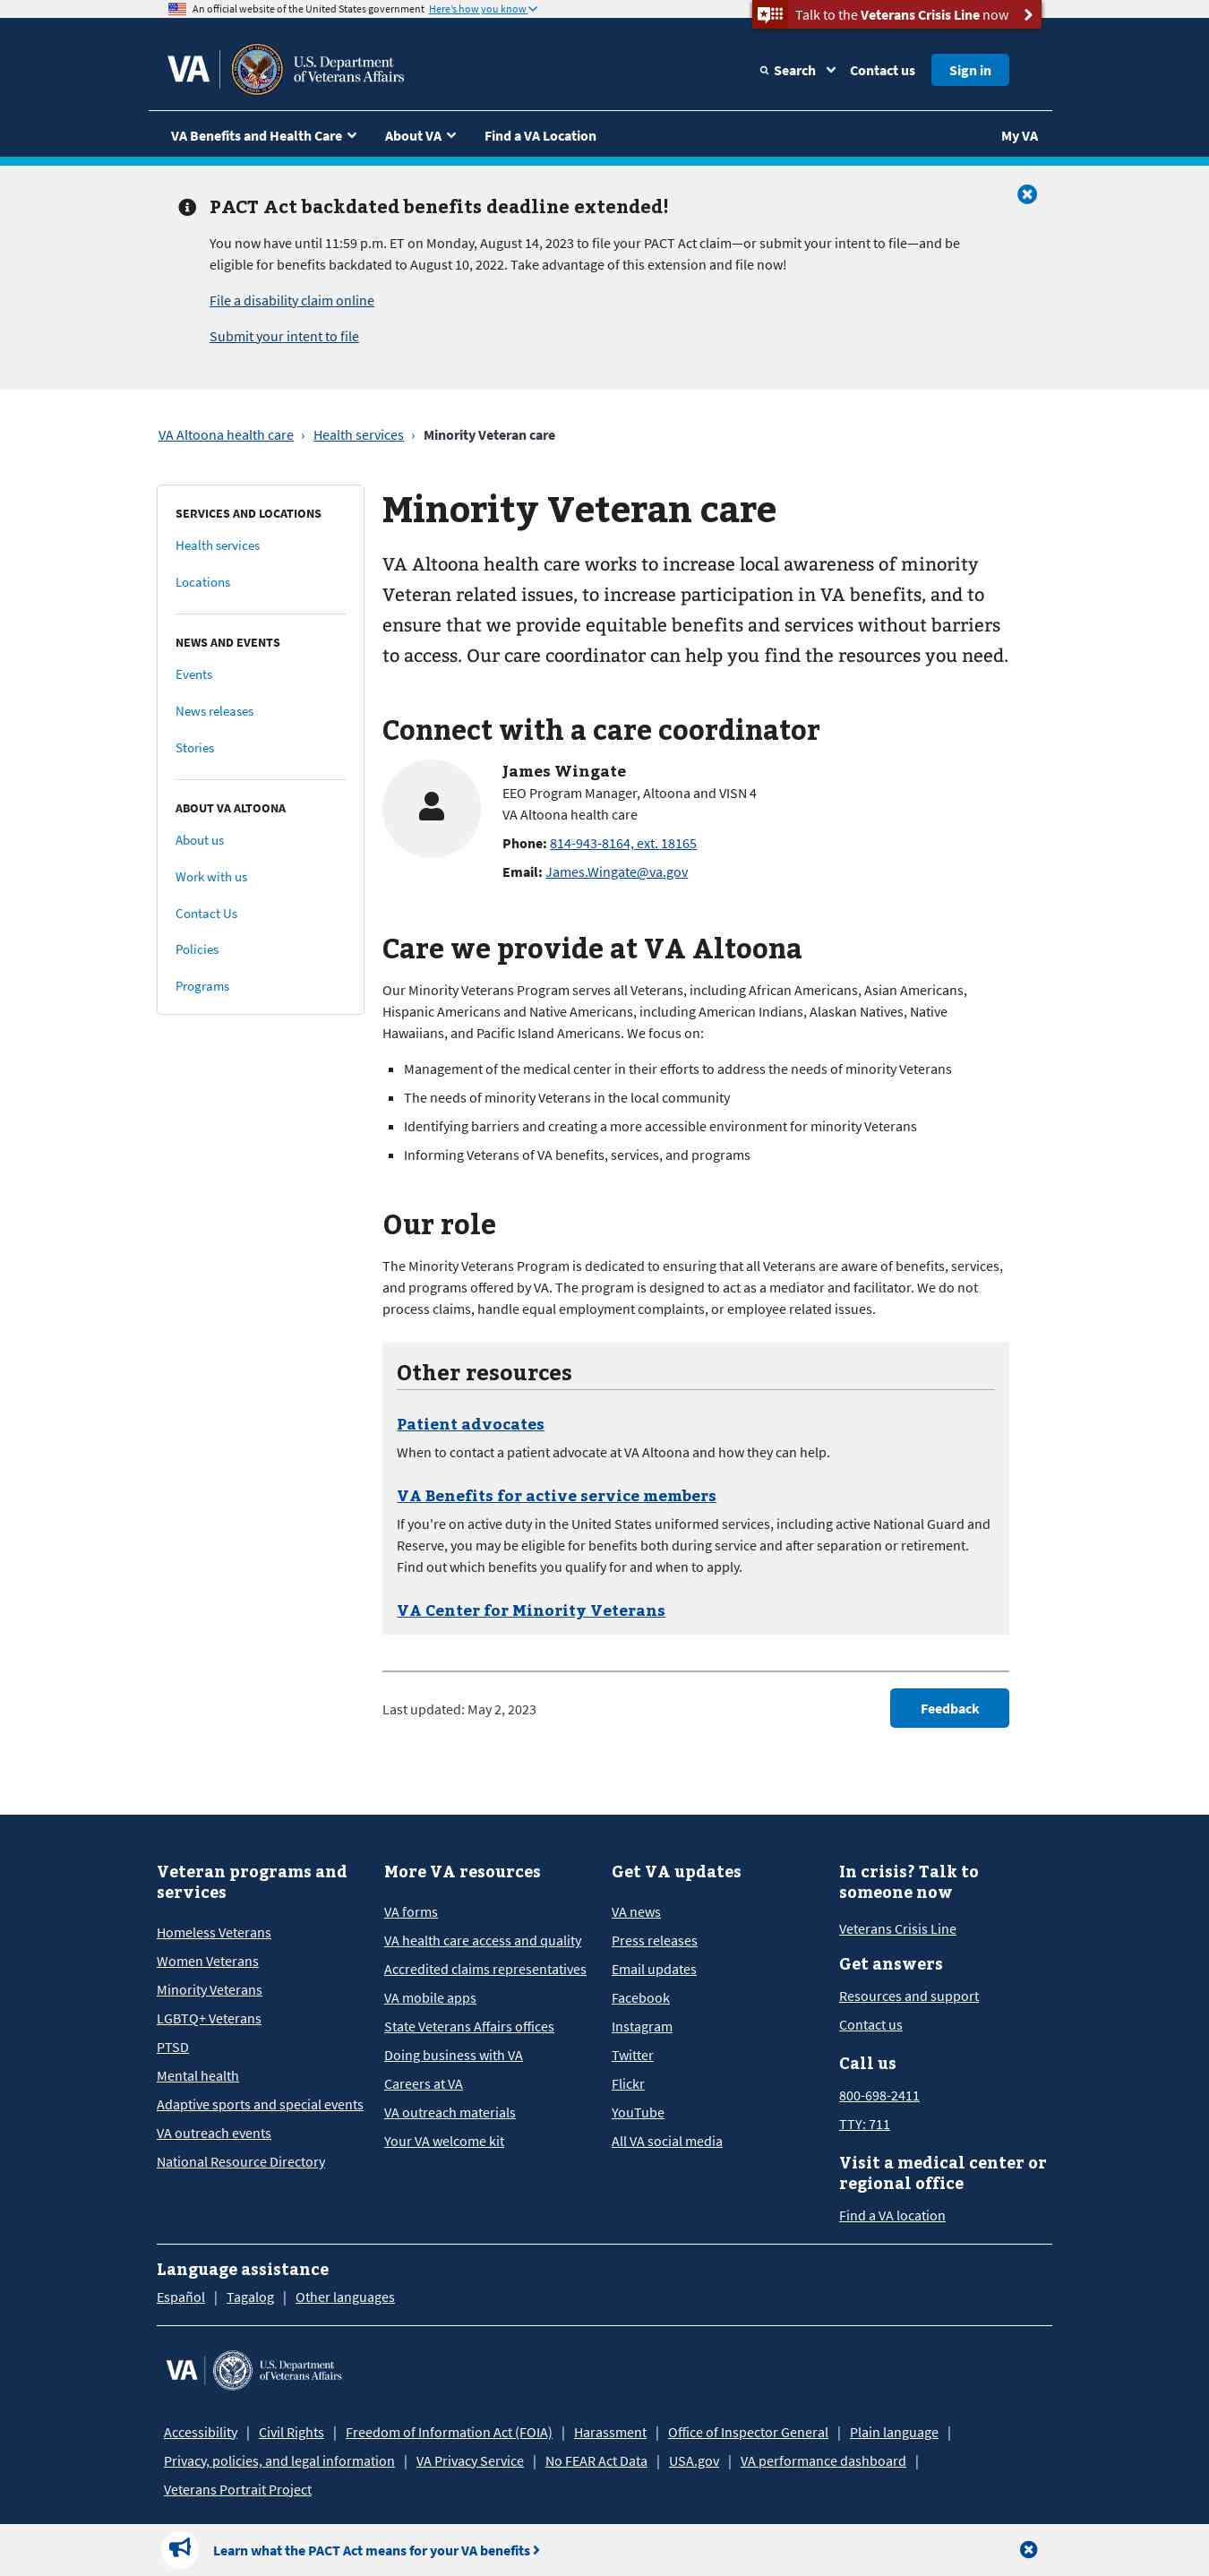 An official website of the United States government Here's how you know
Talk to the Veterans Crisis Line now
VA
U.S. Department
of Veterans Affairs
Search
Contact us
Sign in
VA Benefits and Health Care
About VA
Find a VA Location
My VA
PACT Act backdated benefits deadline extended!
You now have until 11:59 p.m. ET on Monday, August 14, 2023 to file your PACT Act claim—or submit your intent to file—and be
eligible for benefits backdated to August 10, 2022. Take advantage of this extension and file now!
File a disability claim online
Submit your intent to file
VA Altoona health care › Health services › Minority Veteran care
SERVICES AND LOCATIONS
Health services
Locations
NEWS AND EVENTS
Events
News releases
Stories
ABOUT VA ALTOONA
About us
Work with us
Contact Us
Policies
Programs
Minority Veteran care
VA Altoona health care works to increase local awareness of minority
Veteran related issues, to increase participation in VA benefits, and to
ensure that we provide equitable benefits and services without barriers
to access. Our care coordinator can help you find the resources you need.
Connect with a care coordinator
James Wingate
EEO Program Manager, Altoona and VISN 4
VA Altoona health care
Phone: 814-943-8164, ext. 18165
Email: James.Wingate@va.gov
Care we provide at VA Altoona
Our Minority Veterans Program serves all Veterans, including African Americans, Asian Americans,
Hispanic Americans and Native Americans, including American Indians, Alaskan Natives, Native
Hawaiians, and Pacific Island Americans. We focus on:
▪ Management of the medical center in their efforts to address the needs of minority Veterans
▪ The needs of minority Veterans in the local community
▪ Identifying barriers and creating a more accessible environment for minority Veterans
▪ Informing Veterans of VA benefits, services, and programs
Our role
The Minority Veterans Program is dedicated to ensuring that all Veterans are aware of benefits, services,
and programs offered by VA. The program is designed to act as a mediator and facilitator. We do not
process claims, handle equal employment complaints, or employee related issues.
Other resources
Patient advocates
When to contact a patient advocate at VA Altoona and how they can help.
VA Benefits for active service members
If you're on active duty in the United States uniformed services, including active National Guard and
Reserve, you may be eligible for benefits both during service and after separation or retirement.
Find out which benefits you qualify for and when to apply.
VA Center for Minority Veterans
Last updated: May 2, 2023
Feedback
Veteran programs and
services
Homeless Veterans
Women Veterans
Minority Veterans
LGBTQ+ Veterans
PTSD
Mental health
Adaptive sports and special events
VA outreach events
National Resource Directory
More VA resources
VA forms
VA health care access and quality
Accredited claims representatives
VA mobile apps
State Veterans Affairs offices
Doing business with VA
Careers at VA
VA outreach materials
Your VA welcome kit
Get VA updates
VA news
Press releases
Email updates
Facebook
Instagram
Twitter
Flickr
YouTube
All VA social media
In crisis? Talk to
someone now
Veterans Crisis Line
Get answers
Resources and support
Contact us
Call us
800-698-2411
TTY: 711
Visit a medical center or
regional office
Find a VA location
Language assistance
Español | Tagalog | Other languages
VA
U.S. Department
of Veterans Affairs
Accessibility | Civil Rights | Freedom of Information Act (FOIA) | Harassment | Office of Inspector General | Plain language |
Privacy, policies, and legal information | VA Privacy Service | No FEAR Act Data | USA.gov | VA performance dashboard |
Veterans Portrait Project
Learn what the PACT Act means for your VA benefits